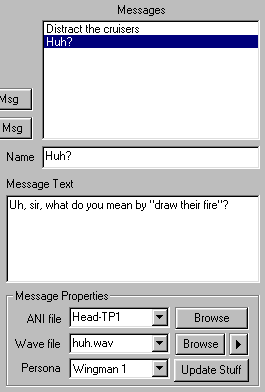 Messages
Distract the cruisers
Huh?
Msg
Msg
Name Huh?
Message Text
Uh, sir, what do you mean by "draw their fire"?
Message Properties
ANI file Head-TP1 Browse
Wave file huh.wav Browse
Persona Wingman 1 Update Stuff